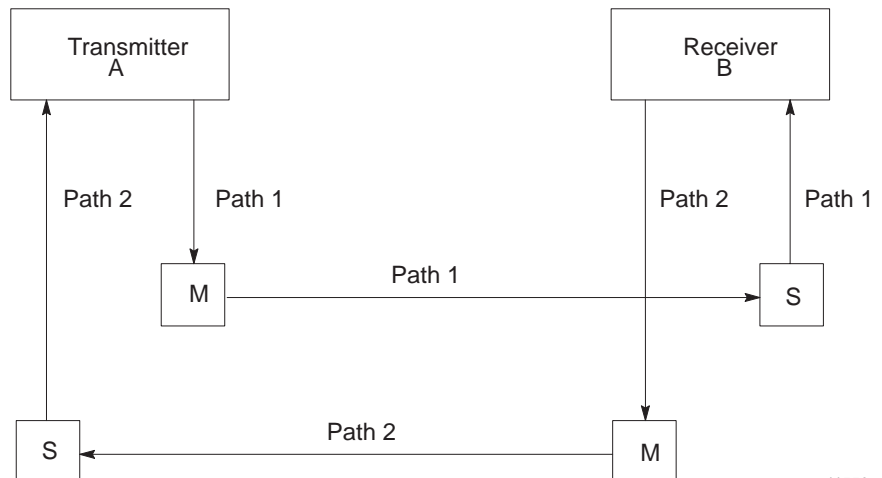 Transmitter
A
Receiver
B
Path 2
Path 1
Path 2
Path 1
M
Path 1
S
S
Path 2
M